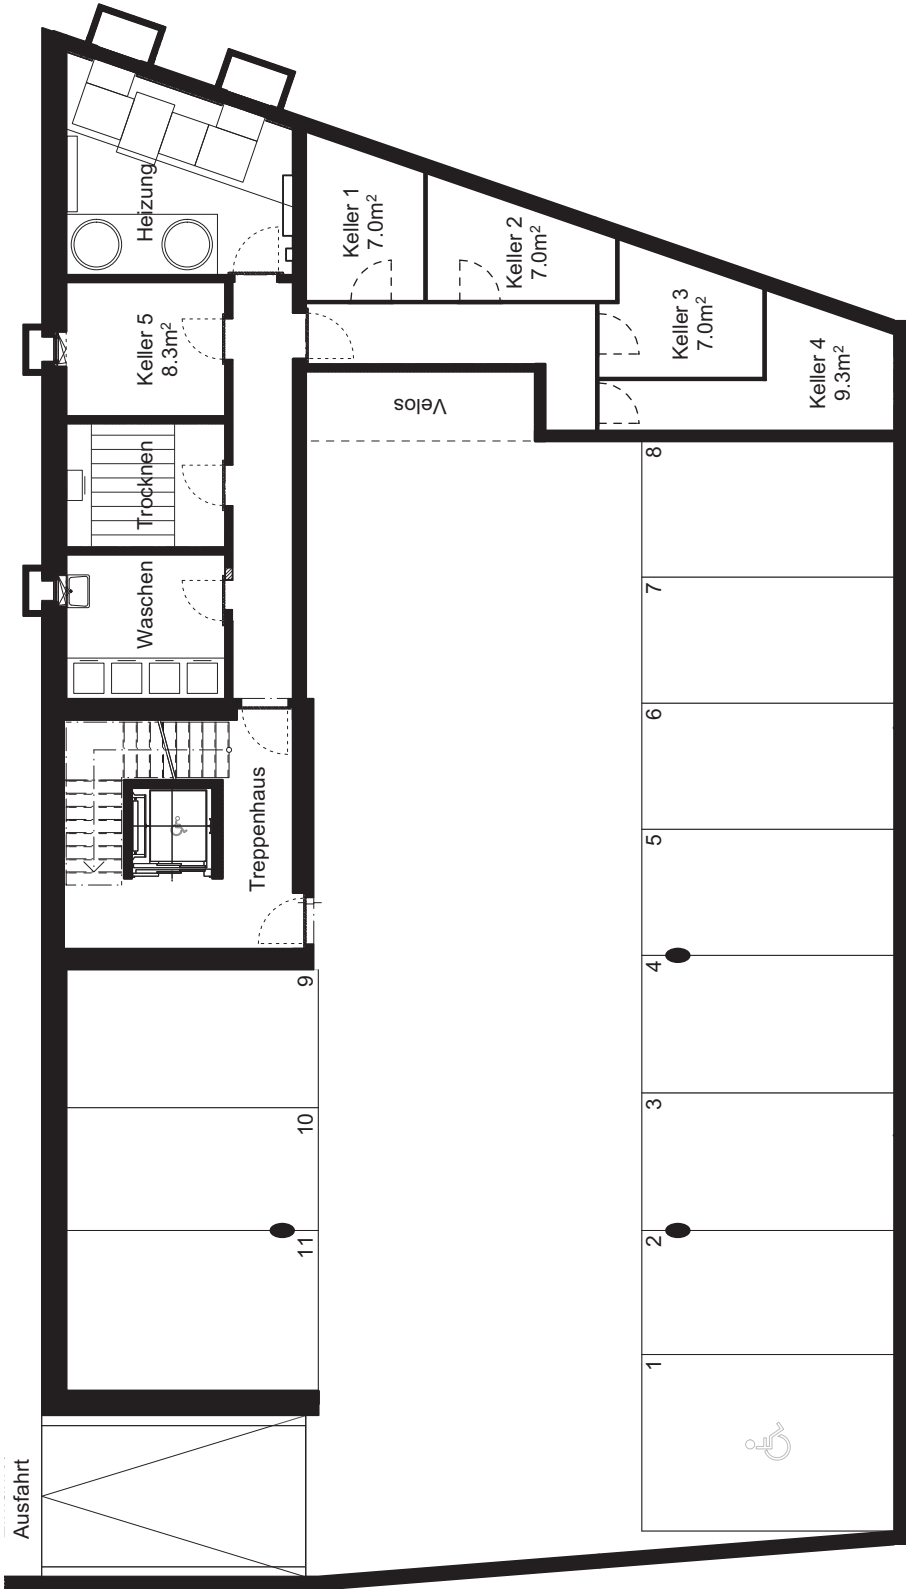 Heizung
Keller 1
7.0m²
Keller 2
7.0m²
Keller 3
7.0m²
Keller 4
9.3m²
Keller 5
8.3m²
Velos
Trocknen
Waschen
Treppenhaus
8
7
6
5
4
3
2
1
9
10
11
Ausfahrt